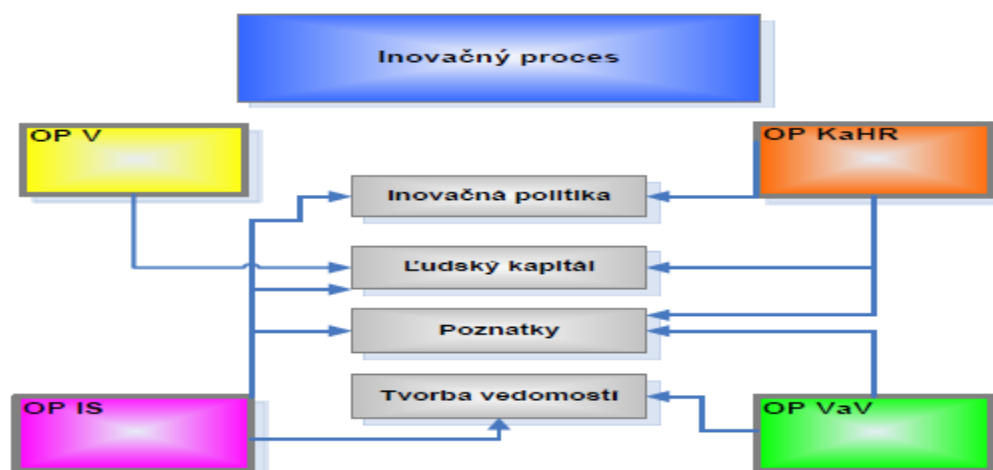 Inovačný proces
OP V
OP KaHR
Inovačná politika
Ľudský kapitál
Poznatky
Tvorba vedomostí
OP IS
OP VaV